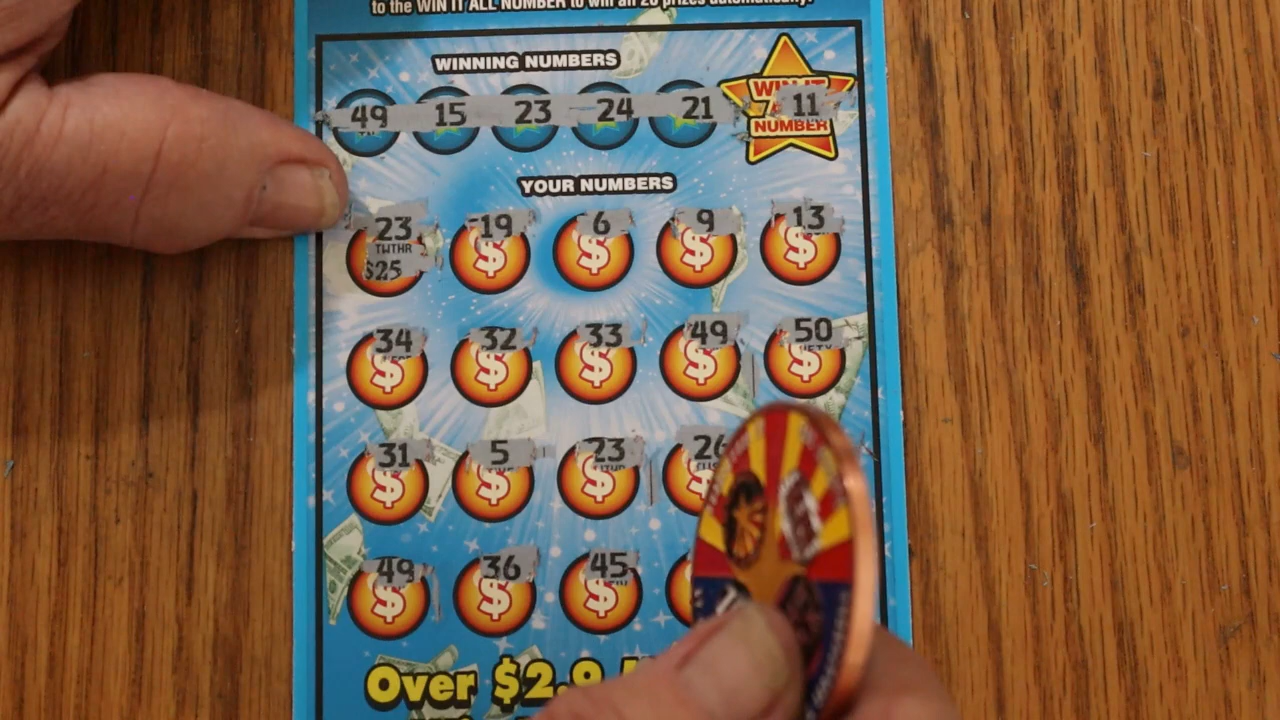 to the WIN IT ALL NUMBER to win all 20 prizes automatically.
WINNING NUMBERS
49 15 23 24 21 WIN IT 11 NUMBER
YOUR NUMBERS
23 19 6 9 13
TWTHR
$25 $ $ $ $
34 32 33 49 50
$ $ $ $ $
31 5 23 26
$ $ $ $
49 36 45
$ $ $
Over $2.9